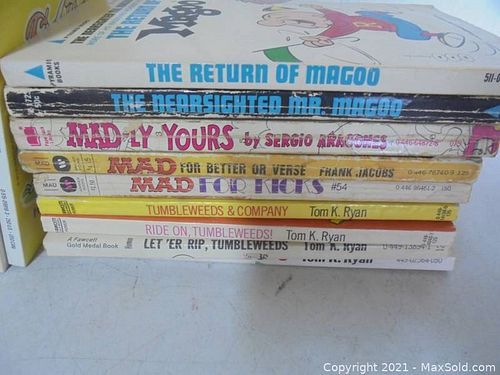 Magoo
PYRAMID BOOKS
THE RETURN OF MAGOO
THE NEARSIGHTED MR. MAGOO
MAD-LY YOURS by SERGIO ARAGONES
MAD FOR BETTER OR VERSE FRANK JACOBS
MAD FOR KICKS #54
TUMBLEWEEDS & COMPANY Tom K. Ryan
RIDE ON, TUMBLEWEEDS! Tom K. Ryan
A Fawcett Gold Medal Book LET 'ER RIP, TUMBLEWEEDS Tom K. Ryan
Tom K. Ryan
Copyright © 2021 - MaxSold.com